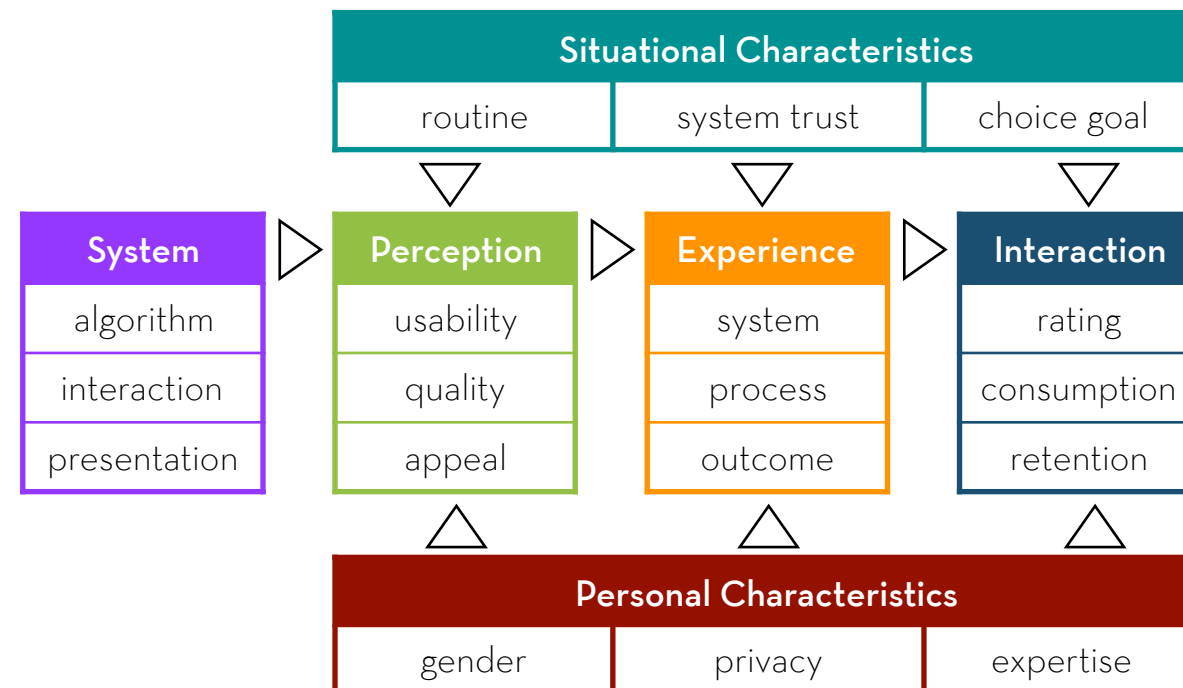 Situational Characteristics
routine system trust choice goal
System Perception Experience Interaction
algorithm usability system rating
interaction quality process consumption
presentation appeal outcome retention
Personal Characteristics
gender privacy expertise